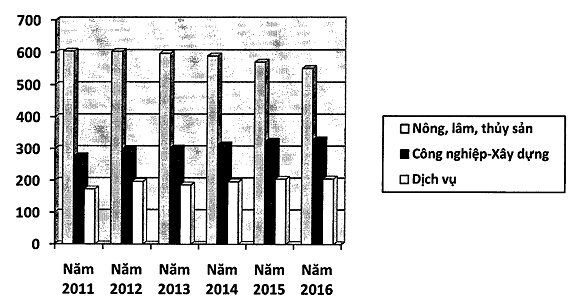 700
600
500
400
300
200
100
0
Năm 2011
Năm 2012
Năm 2013
Năm 2014
Năm 2015
Năm 2016
Nông, lâm, thủy sản
Công nghiệp-Xây dựng
Dịch vụ